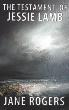 THE TESTAMENT OF
JESSIE LAMB
JANE ROGERS